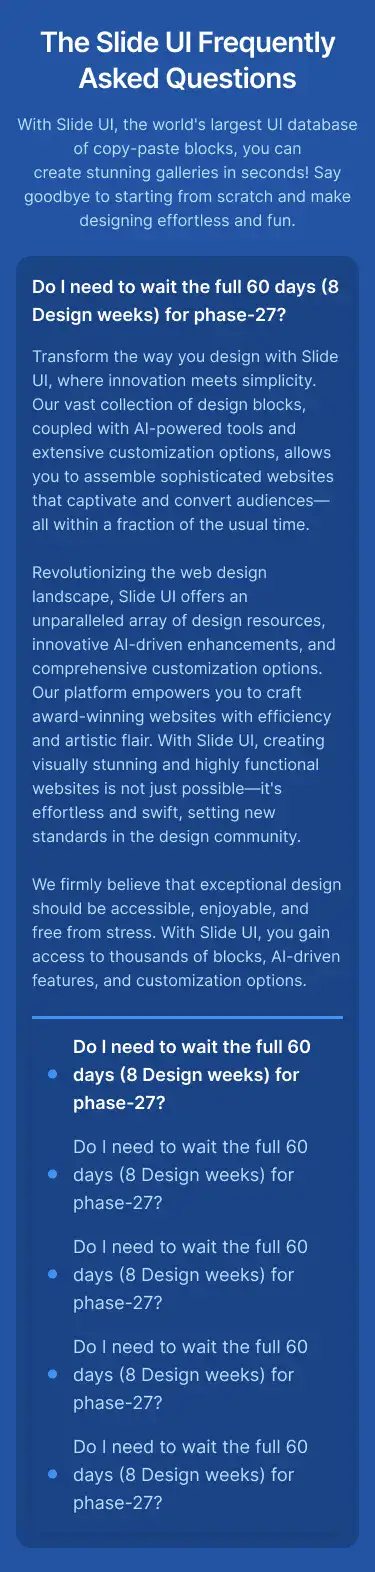 The Slide UI Frequently
Asked Questions
With Slide UI, the world's largest UI database
of copy-paste blocks, you can
create stunning galleries in seconds! Say
goodbye to starting from scratch and make
designing effortless and fun.
Do I need to wait the full 60 days (8
Design weeks) for phase-27?
Transform the way you design with Slide
UI, where innovation meets simplicity.
Our vast collection of design blocks,
coupled with AI-powered tools and
extensive customization options, allows
you to assemble sophisticated websites
that captivate and convert audiences—
all within a fraction of the usual time.
Revolutionizing the web design
landscape, Slide UI offers an
unparalleled array of design resources,
innovative AI-driven enhancements, and
comprehensive customization options.
Our platform empowers you to craft
award-winning websites with efficiency
and artistic flair. With Slide UI, creating
visually stunning and highly functional
websites is not just possible—it's
effortless and swift, setting new
standards in the design community.
We firmly believe that exceptional design
should be accessible, enjoyable, and
free from stress. With Slide UI, you gain
access to thousands of blocks, AI-driven
features, and customization options.
Do I need to wait the full 60
days (8 Design weeks) for
phase-27?
Do I need to wait the full 60
days (8 Design weeks) for
phase-27?
Do I need to wait the full 60
days (8 Design weeks) for
phase-27?
Do I need to wait the full 60
days (8 Design weeks) for
phase-27?
Do I need to wait the full 60
days (8 Design weeks) for
phase-27?